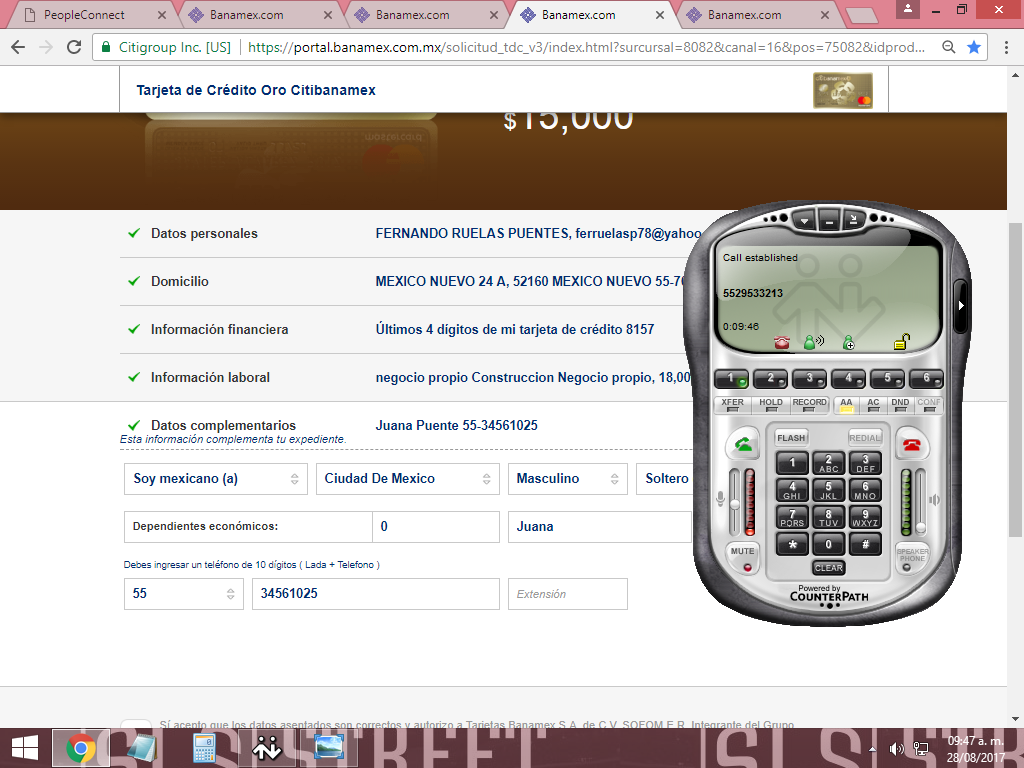 PeopleConnect
Banamex.com
Banamex.com
Banamex.com
Banamex.com
Citigroup Inc. [US]
https://portal.banamex.com.mx/solicitud_tdc_v3/index.html?surcursal=8082&canal=16&pos=75082&idprod...
Tarjeta de Crédito Oro Citibanamex
$15,000
Datos personales
FERNANDO RUELAS PUENTES, ferruelasp78@yahoo
Domicilio
MEXICO NUEVO 24 A, 52160 MEXICO NUEVO 55-70
Información financiera
Últimos 4 dígitos de mi tarjeta de crédito 8157
Información laboral
negocio propio Construccion Negocio propio, 18,00
Datos complementarios
Juana Puente 55-34561025
Esta información complementa tu expediente.
Soy mexicano (a)
Ciudad De Mexico
Masculino
Soltero
Dependientes económicos:
0
Juana
Debes ingresar un teléfono de 10 dígitos ( Lada + Telefono )
55
34561025
Extensión
Sí acepto que los datos asentados son correctos y autorizo a Tarjetas Banamex S.A. de C.V. SOFOM E.R. Integrante del Grupo
Call established
5529533213
0:09:46
1 2 3 4 5 6
XFER HOLD RECORD AA AC DND CONF
FLASH REDIAL
1 2 ABC 3 DEF
4 GHI 5 JKL 6 MNO
7 PQRS 8 TUV 9 WXYZ
* 0 #
MUTE
SPEAKER PHONE
CLEAR
Powered by
COUNTERPATH
09:47 a. m.
28/08/2017